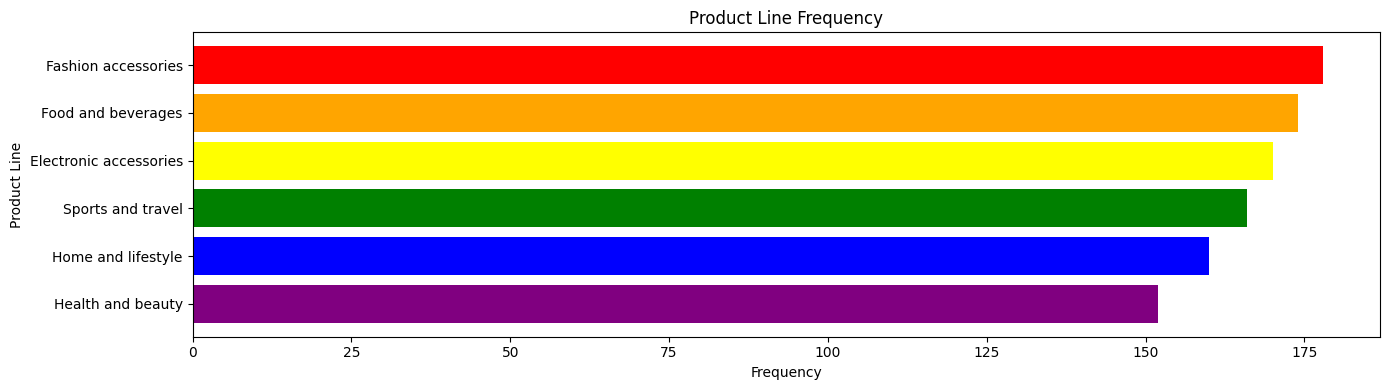 Product Line Frequency
Product Line
Fashion accessories
Food and beverages
Electronic accessories
Sports and travel
Home and lifestyle
Health and beauty
0 25 50 75 100 125 150 175
Frequency